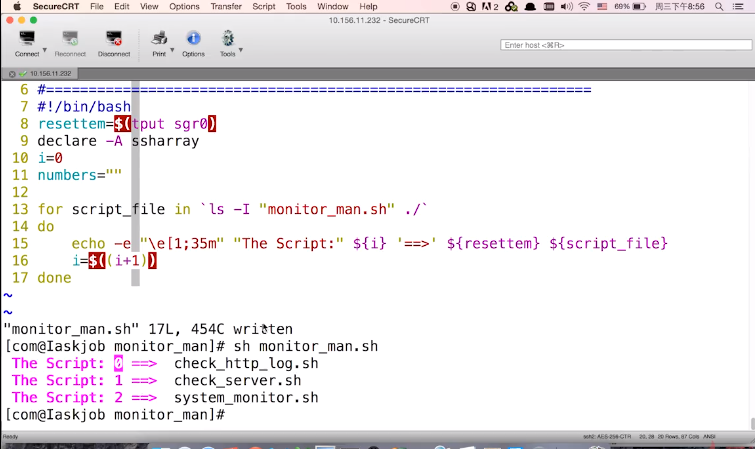 SecureCRT File Edit View Options Transfer Script Tools Window Help 2 69% 周三下午8:56
10.156.11.232
Connect Reconnect Disconnect Print Options Tools
Enter host <⌘R>
10.156.11.232
6 #================================================================
7 #!/bin/bash
8 resettem=$(tput sgr0)
9 declare -A ssharray
10 i=0
11 numbers=""
12
13 for script_file in `ls -I "monitor_man.sh" ./`
14 do
15     echo -e "\e[1;35m" "The Script:" ${i} '==>' ${resettem} ${script_file}
16     i=$((i+1))
17 done
~
~
"monitor_man.sh" 17L, 454C written
[com@Iaskjob monitor_man]# sh monitor_man.sh
The Script: 0 ==>  check_http_log.sh
The Script: 1 ==>  check_server.sh
The Script: 2 ==>  system_monitor.sh
[com@Iaskjob monitor_man]#
Ready ssh2: AES-256-CTR 20, 28 20 Rows, 87 Cols ANSI